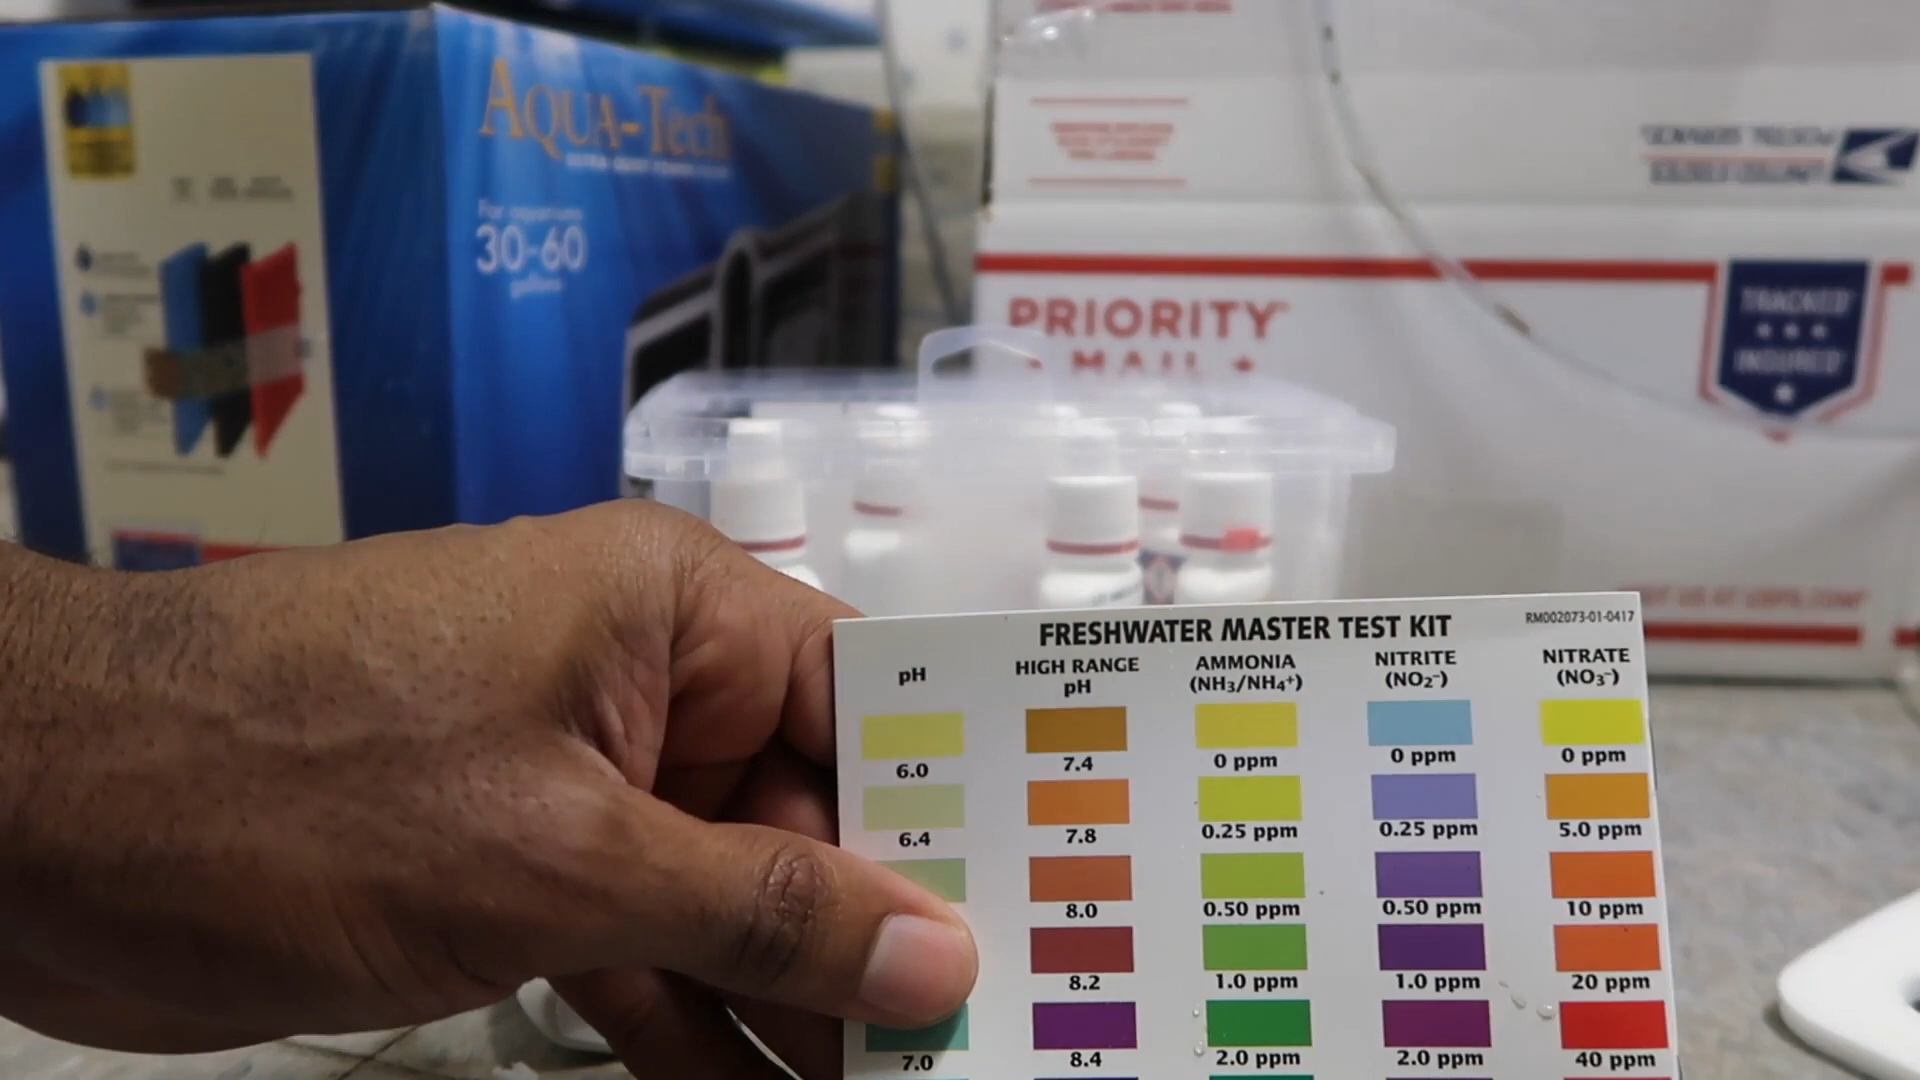 AQUA-Tech
For aquariums
30-60
gallons
PRIORITY
MAIL
TRACKED
INSURED
FRESHWATER MASTER TEST KIT
RM002073-01-0417
pH
HIGH RANGE
pH
AMMONIA
(NH₃/NH₄⁺)
NITRITE
(NO₂⁻)
NITRATE
(NO₃⁻)
6.0 7.4 0 ppm 0 ppm 0 ppm
6.4 7.8 0.25 ppm 0.25 ppm 5.0 ppm
8.0 0.50 ppm 0.50 ppm 10 ppm
8.2 1.0 ppm 1.0 ppm 20 ppm
7.0 8.4 2.0 ppm 2.0 ppm 40 ppm